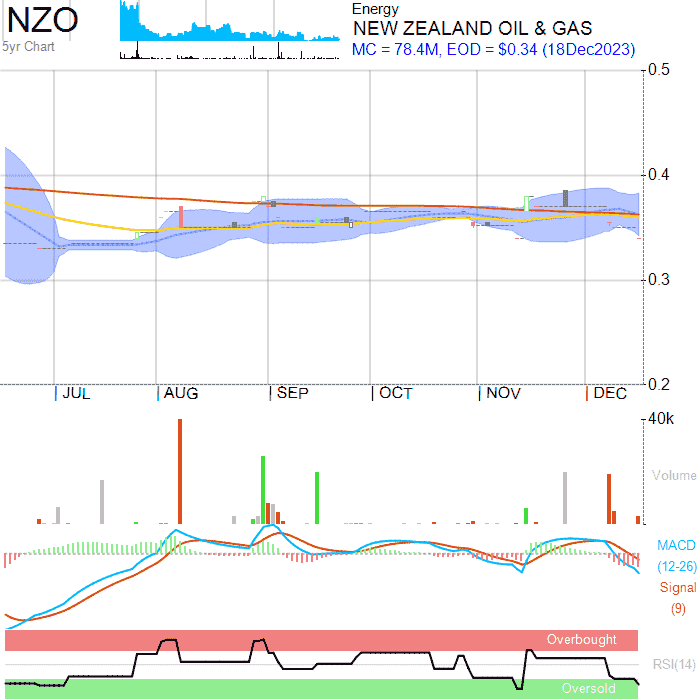 NZO
5yr Chart
Energy
NEW ZEALAND OIL & GAS
MC = 78.4M, EOD = $0.34 (18Dec2023)
0.5
0.4
0.3
0.2
JUL AUG SEP OCT NOV DEC
40k
Volume
MACD
(12-26)
Signal
(9)
Overbought
RSI(14)
Oversold